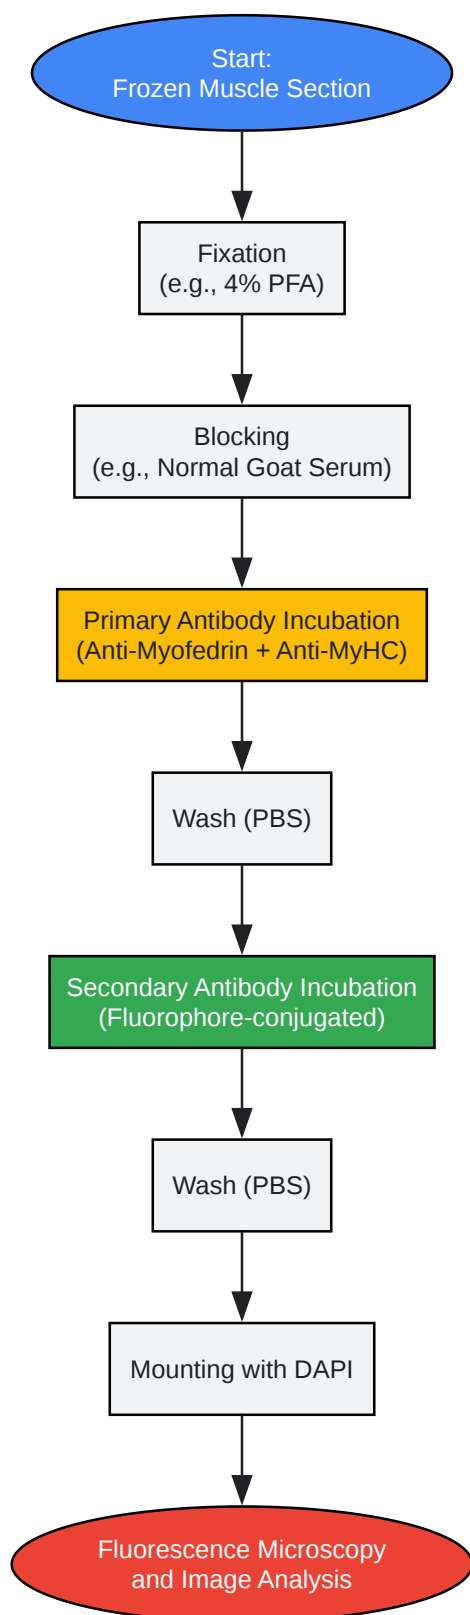 Start:
Frozen Muscle Section
Fixation
(e.g., 4% PFA)
Blocking
(e.g., Normal Goat Serum)
Primary Antibody Incubation
(Anti-Myofedrin + Anti-MyHC)
Wash (PBS)
Secondary Antibody Incubation
(Fluorophore-conjugated)
Wash (PBS)
Mounting with DAPI
Fluorescence Microscopy
and Image Analysis